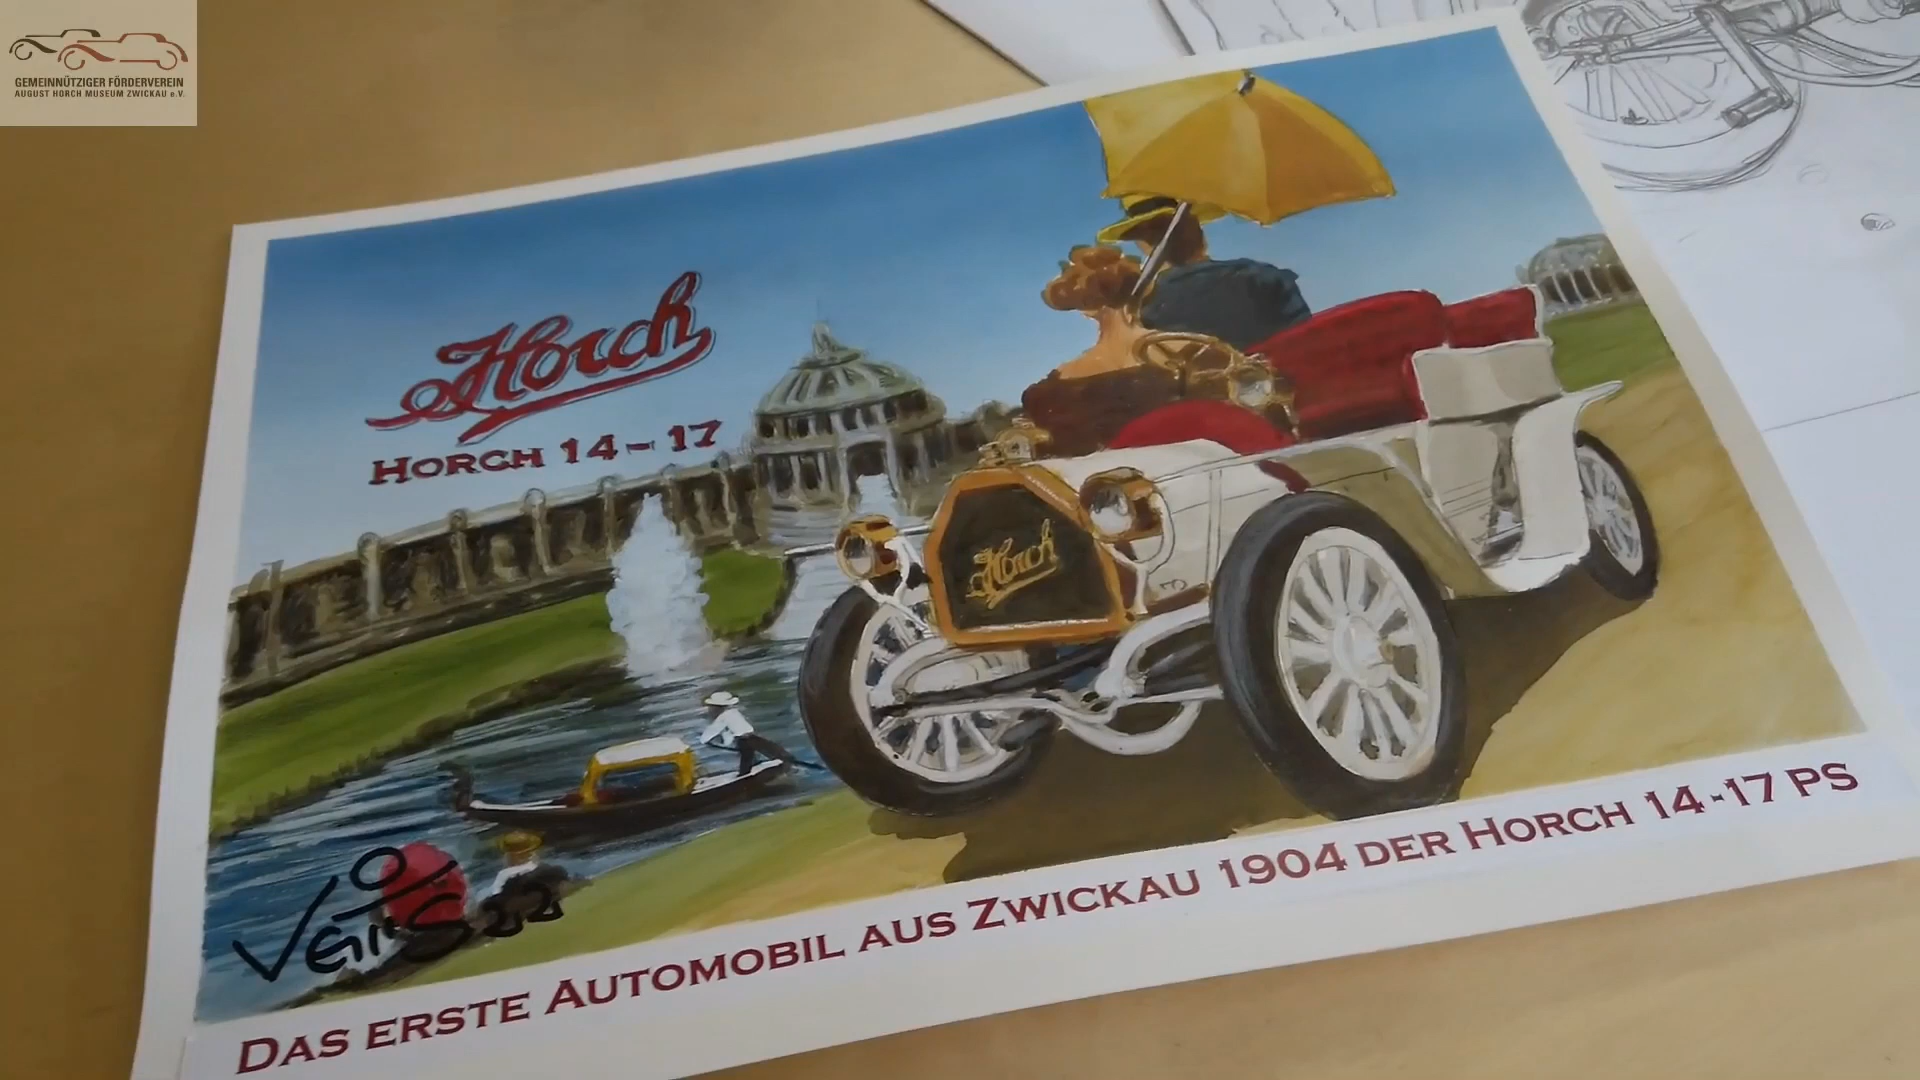 GEMEINNÜTZIGER FÖRDERVEREIN
AUGUST HORCH MUSEUM ZWICKAU e.V.
Horch
HORCH 14-17
Horch
DAS ERSTE AUTOMOBIL AUS ZWICKAU 1904 DER HORCH 14-17 PS